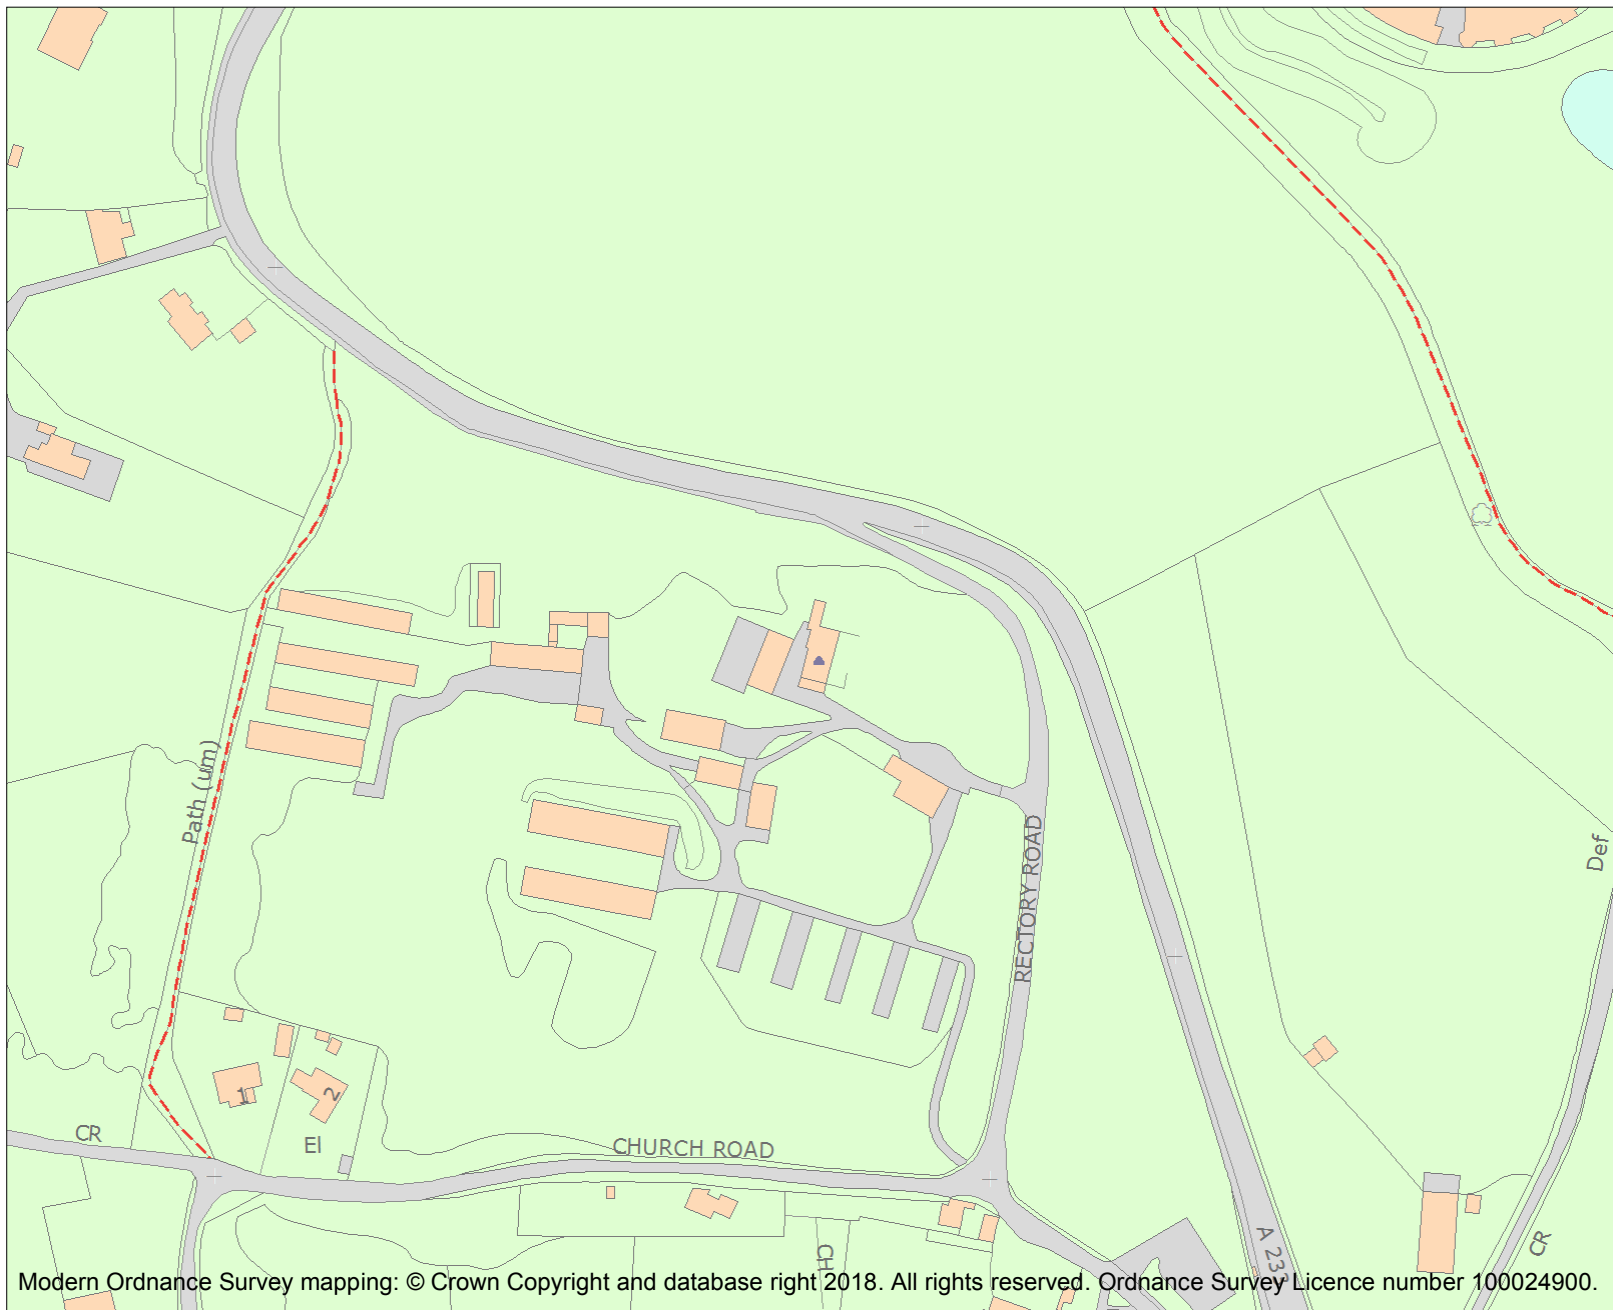 Path (um)
RECTORY ROAD
Def
1
2
El
CR
CHURCH ROAD
CH
A 233
CR
Modern Ordnance Survey mapping: © Crown Copyright and database right 2018. All rights reserved. Ordnance Survey Licence number 100024900.